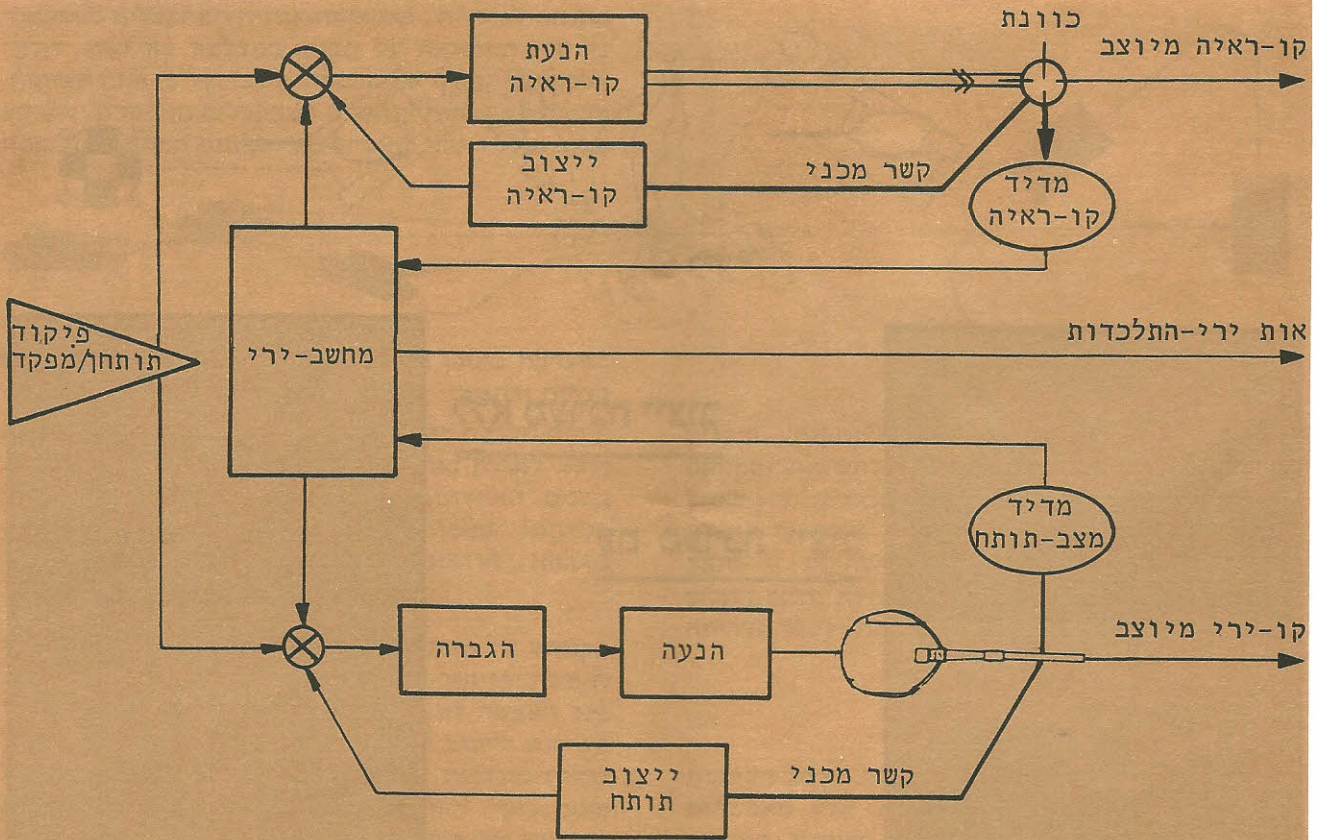 כוונת
קו-ראיה מיוצב
הנעת
קו-ראיה
ייצוב
קו-ראיה
קשר מכני
מדיד
קו-ראיה
פיקוד
תותחן/מפקד
מחשב-ירי
אות ירי-התלכדות
מדיד
מצב-תותח
קו-ירי מיוצב
הגברה
הנעה
ייצוב
תותח
קשר מכני